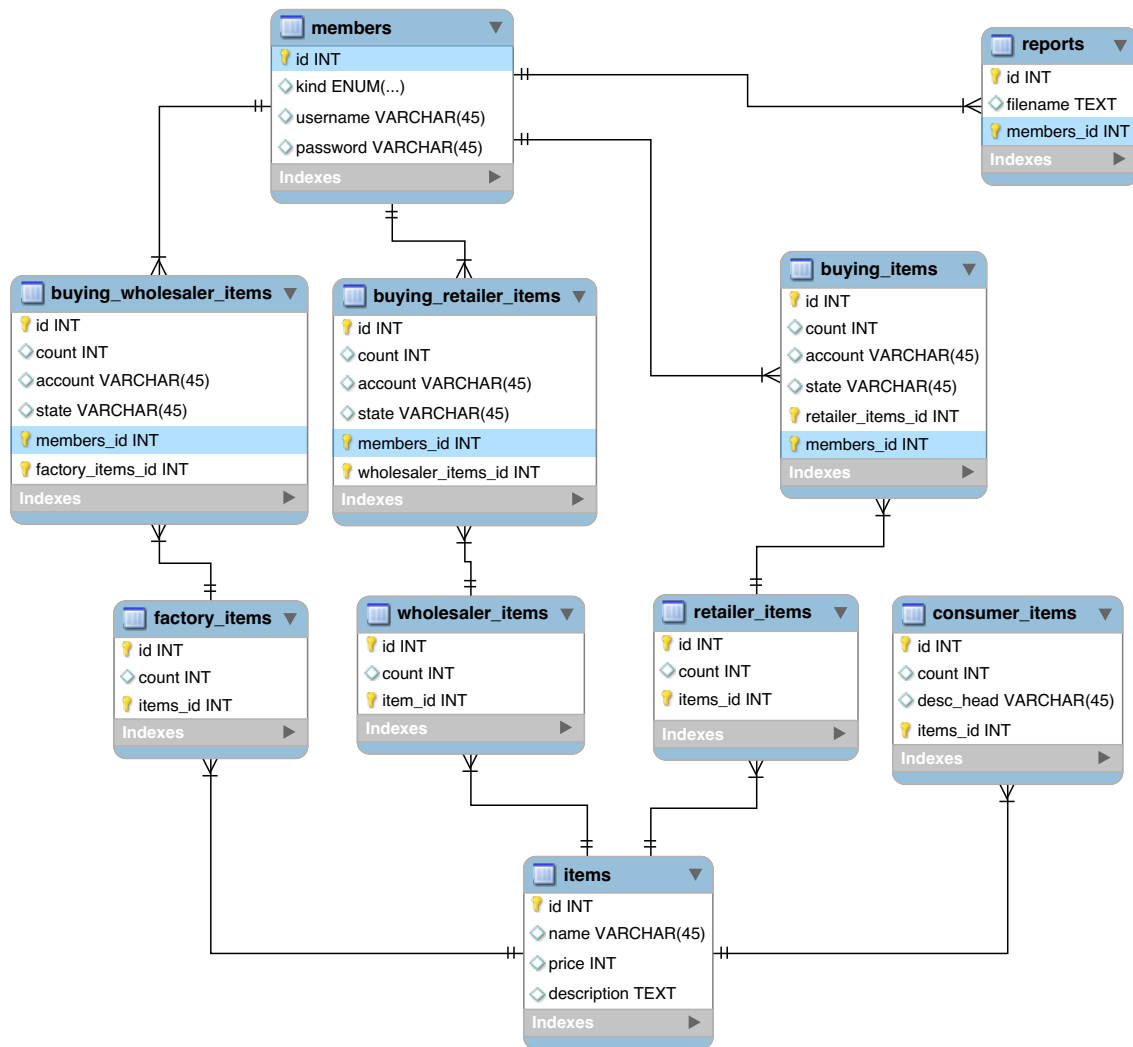 members
id INT
kind ENUM(...)
username VARCHAR(45)
password VARCHAR(45)
Indexes
reports
id INT
filename TEXT
members_id INT
Indexes
buying_wholesaler_items
id INT
count INT
account VARCHAR(45)
state VARCHAR(45)
members_id INT
factory_items_id INT
Indexes
buying_retailer_items
id INT
count INT
account VARCHAR(45)
state VARCHAR(45)
members_id INT
wholesaler_items_id INT
Indexes
buying_items
id INT
count INT
account VARCHAR(45)
state VARCHAR(45)
retailer_items_id INT
members_id INT
Indexes
factory_items
id INT
count INT
items_id INT
Indexes
wholesaler_items
id INT
count INT
item_id INT
Indexes
retailer_items
id INT
count INT
items_id INT
Indexes
consumer_items
id INT
count INT
desc_head VARCHAR(45)
items_id INT
Indexes
items
id INT
name VARCHAR(45)
price INT
description TEXT
Indexes